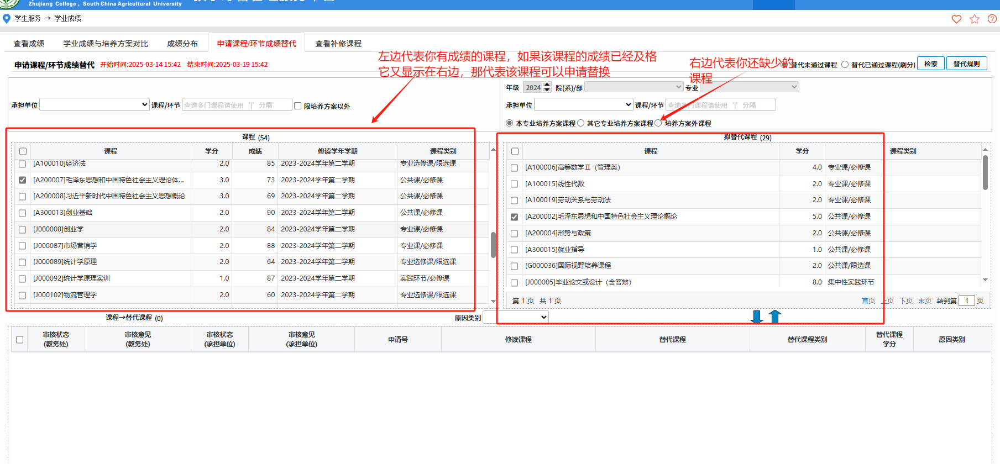 Zhujiang College，South China Agricultural University
学生服务 → 学业成绩
查看成绩 学业成绩与培养方案对比 成绩分布 申请课程/环节成绩替代 查看补修课程
左边代表你有成绩的课程，如果该课程的成绩已经及格
它又显示在右边，那代表该课程可以申请替换
右边代表你还缺少的
课程
申请课程/环节成绩替代 开始时间:2025-03-14 15:42 结束时间:2025-03-19 15:42
替代未通过课程 替代已通过课程(刷分) 检索 替代规则
年级 2024 院(系)/部 专业
承担单位 课程/环节 查询多门课程请使用 '|' 分隔 限培养方案以外
承担单位 课程/环节 查询多门课程请使用 '|' 分隔
本专业培养方案课程 其它专业培养方案课程 培养方案外课程
课程 (54)
课程 学分 成绩 修读学年学期 课程类别
[A100010]经济法 2.0 85 2023-2024学年第二学期 专业选修课/限选课
[A200007]毛泽东思想和中国特色社会主义理论体... 3.0 73 2023-2024学年第二学期 公共课/必修课
[A200008]习近平新时代中国特色社会主义思想概论 3.0 69 2023-2024学年第二学期 公共课/必修课
[A300013]创业基础 2.0 90 2023-2024学年第二学期 公共课/必修课
[J000008]创业学 2.0 84 2023-2024学年第二学期 专业课/必修课
[J000087]市场营销学 2.0 88 2023-2024学年第二学期 专业课/必修课
[J000089]统计学原理 2.0 64 2023-2024学年第二学期 专业选修课/限选课
[J000092]统计学原理实训 1.0 87 2023-2024学年第二学期 实践环节/必修课
[J000102]物流管理学 2.0 60 2023-2024学年第二学期 专业选修课/限选课
拟替代课程 (29)
课程 学分 课程类别
[A100006]高等数学Ⅱ（管理类） 4.0 专业课/必修课
[A100015]线性代数 2.0 专业课/必修课
[A100019]劳动关系与劳动法 2.0 专业课/必修课
[A200002]毛泽东思想和中国特色社会主义理论概论 5.0 公共课/必修课
[A200004]形势与政策 2.0 公共课/必修课
[A300015]就业指导 1.0 公共课/必修课
[G000036]国际视野培养课程 2.0 公共课/限选课
[J000005]毕业论文或设计（含答辩） 8.0 集中性实践环节
第 1 页 共 1 页 首页 上页 下页 末页 转到第 1 页
课程→替代课程 (0) 原因类别
审核状态(教务处) 审核意见(教务处) 审核状态(承担单位) 审核意见(承担单位) 申请号 修读课程 替代课程 替代课程类别 替代课程学分 原因类别